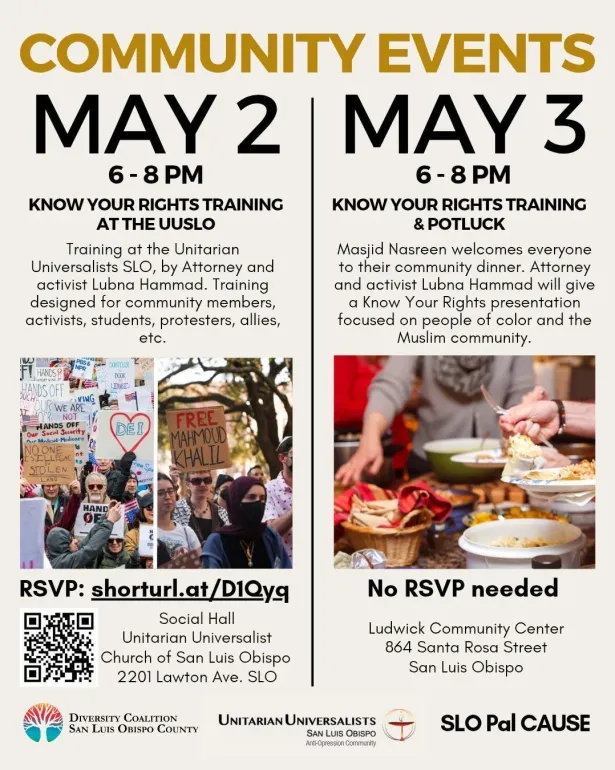 COMMUNITY EVENTS
MAY 2
6 - 8 PM
KNOW YOUR RIGHTS TRAINING
AT THE UUSLO
Training at the Unitarian
Universalists SLO, by Attorney and
activist Lubna Hammad. Training
designed for community members,
activists, students, protesters, allies,
etc.
HANDS OFF
WE ARE
NOT
HANDS OFF
Our Social Security
NO ONE
IS ILLEGAL
STOLEN
LAND
DEI
HAND
FREE
MAHMOUD
KHALIL
RSVP: shorturl.at/D1Qyq
Social Hall
Unitarian Universalist
Church of San Luis Obispo
2201 Lawton Ave. SLO
MAY 3
6 - 8 PM
KNOW YOUR RIGHTS TRAINING
& POTLUCK
Masjid Nasreen welcomes everyone
to their community dinner. Attorney
and activist Lubna Hammad will give
a Know Your Rights presentation
focused on people of color and the
Muslim community.
No RSVP needed
Ludwick Community Center
864 Santa Rosa Street
San Luis Obispo
DIVERSITY COALITION
SAN LUIS OBISPO COUNTY
UNITARIAN UNIVERSALISTS
SAN LUIS OBISPO
Anti-Opression Community
SLO Pal CAUSE